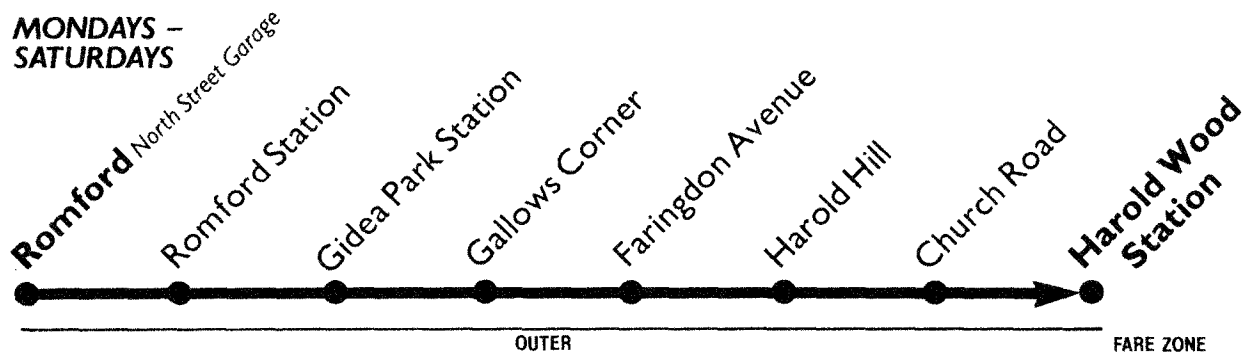 MONDAYS –
SATURDAYS
Romford North Street Garage
Romford Station
Gidea Park Station
Gallows Corner
Faringdon Avenue
Harold Hill
Church Road
Harold Wood
Station
OUTER
FARE ZONE